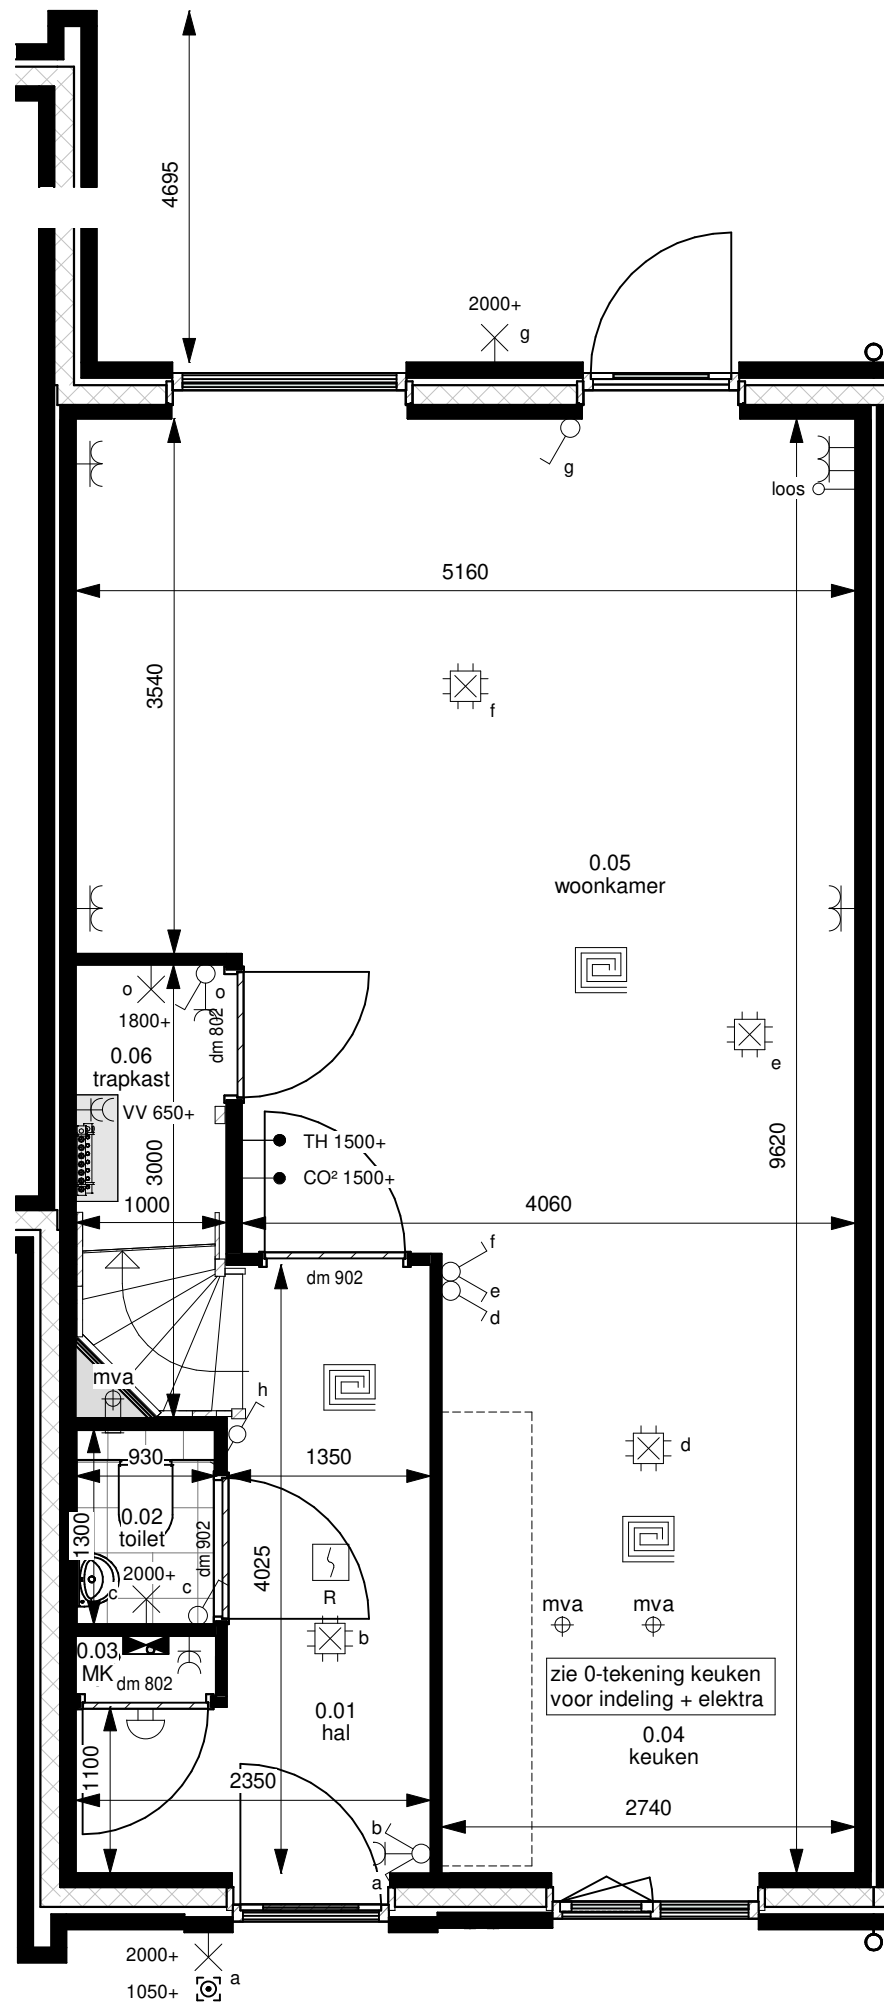 4695
2000+
g
g
loos
5160
3540
f
0.05
woonkamer
e
o
o
1800+
dm 802
0.06
trapkast
VV 650+
3000
TH 1500+
CO² 1500+
9620
1000
4060
f
dm 902
e
d
mva
h
930
1350
d
1300
0.02
toilet
dm 902
4025
2000+
c
c
R
mva
mva
b
0.03
MK
dm 802
zie 0-tekening keuken
voor indeling + elektra
0.01
hal
0.04
keuken
1100
2350
2740
b
a
2000+
a
1050+